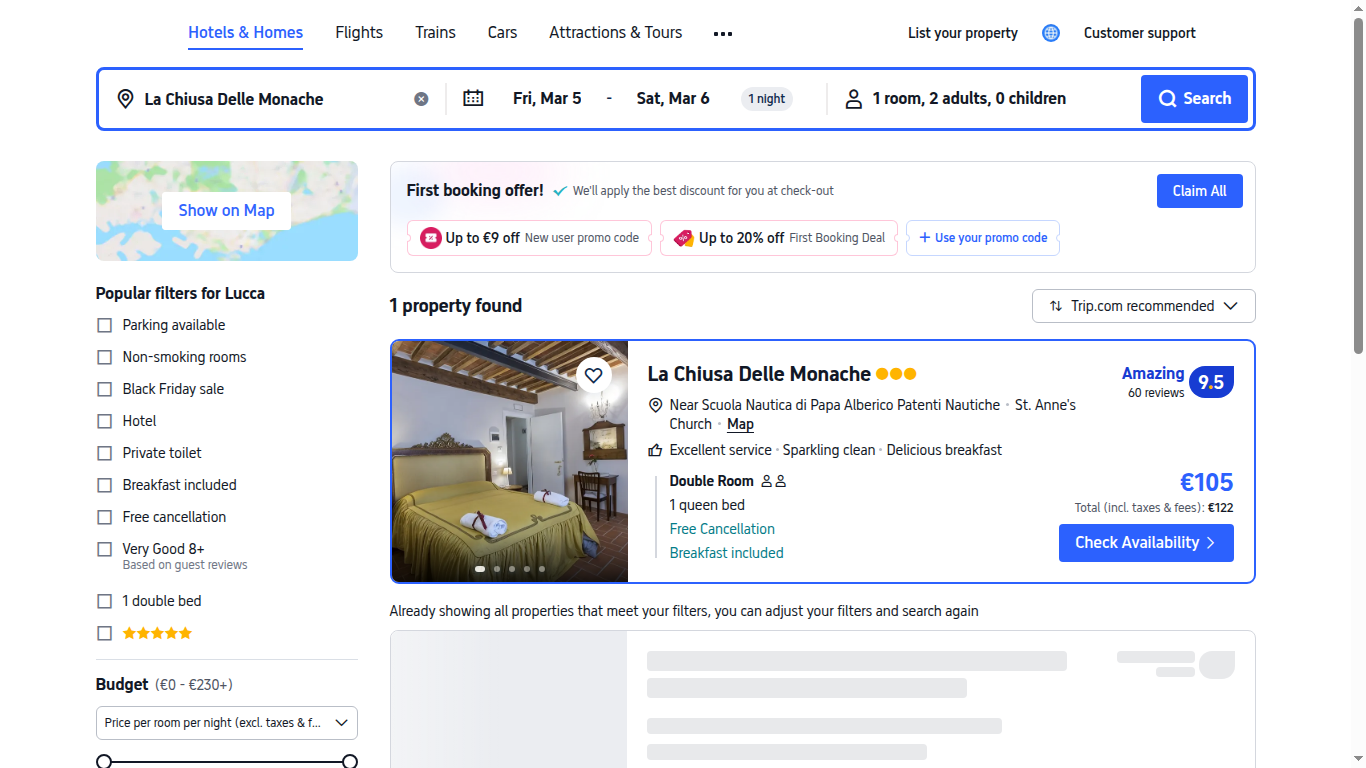 Hotels & Homes
Flights
Trains
Cars
Attractions & Tours
List your property
Customer support
La Chiusa Delle Monache
Fri, Mar 5 - Sat, Mar 6
1 night
1 room, 2 adults, 0 children
Search
Show on Map
First booking offer!
We'll apply the best discount for you at check-out
Claim All
Up to €9 off New user promo code
Up to 20% off First Booking Deal
+ Use your promo code
Popular filters for Lucca
Parking available
Non-smoking rooms
Black Friday sale
Hotel
Private toilet
Breakfast included
Free cancellation
Very Good 8+
Based on guest reviews
1 double bed
Budget (€0 - €230+)
Price per room per night (excl. taxes & f...
1 property found
Trip.com recommended
La Chiusa Delle Monache
Amazing
60 reviews
9.5
Near Scuola Nautica di Papa Alberico Patenti Nautiche · St. Anne's
Church · Map
Excellent service · Sparkling clean · Delicious breakfast
Double Room
1 queen bed
Free Cancellation
Breakfast included
€105
Total (incl. taxes & fees): €122
Check Availability
Already showing all properties that meet your filters, you can adjust your filters and search again